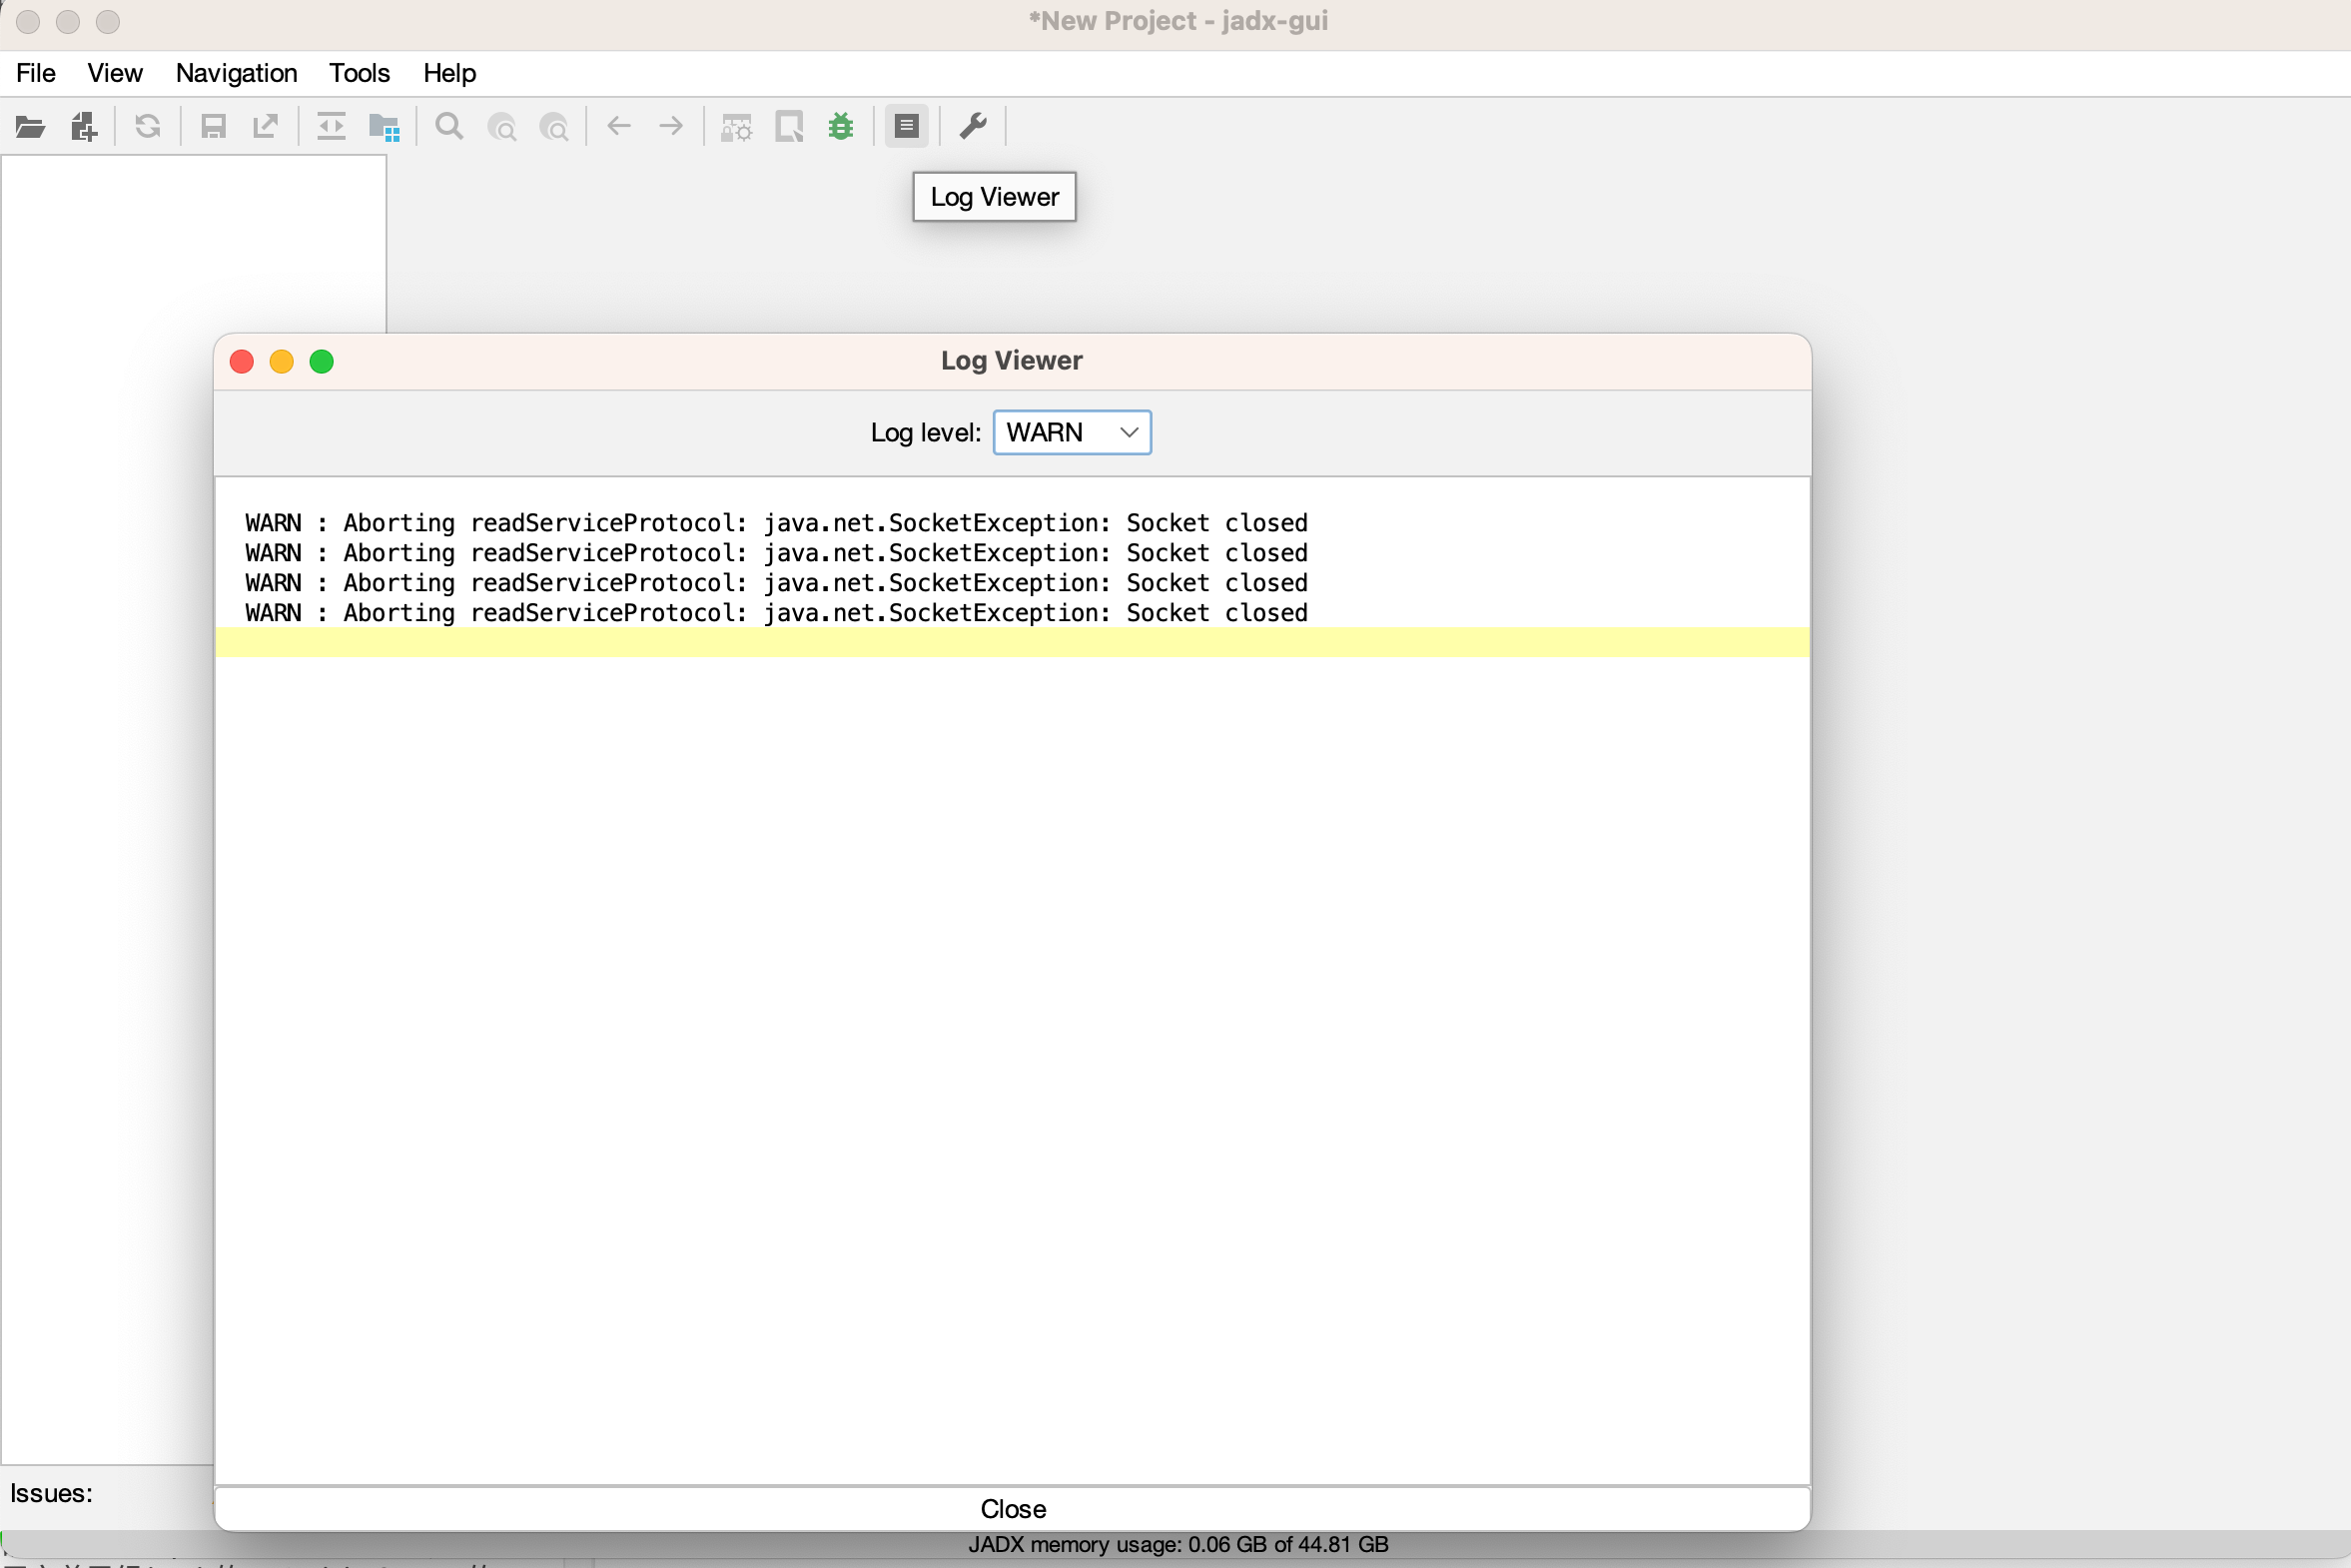 *New Project - jadx-gui
File View Navigation Tools Help
Log Viewer
Log Viewer
Log level: WARN
WARN : Aborting readServiceProtocol: java.net.SocketException: Socket closed
WARN : Aborting readServiceProtocol: java.net.SocketException: Socket closed
WARN : Aborting readServiceProtocol: java.net.SocketException: Socket closed
WARN : Aborting readServiceProtocol: java.net.SocketException: Socket closed
Issues:
Close
JADX memory usage: 0.06 GB of 44.81 GB